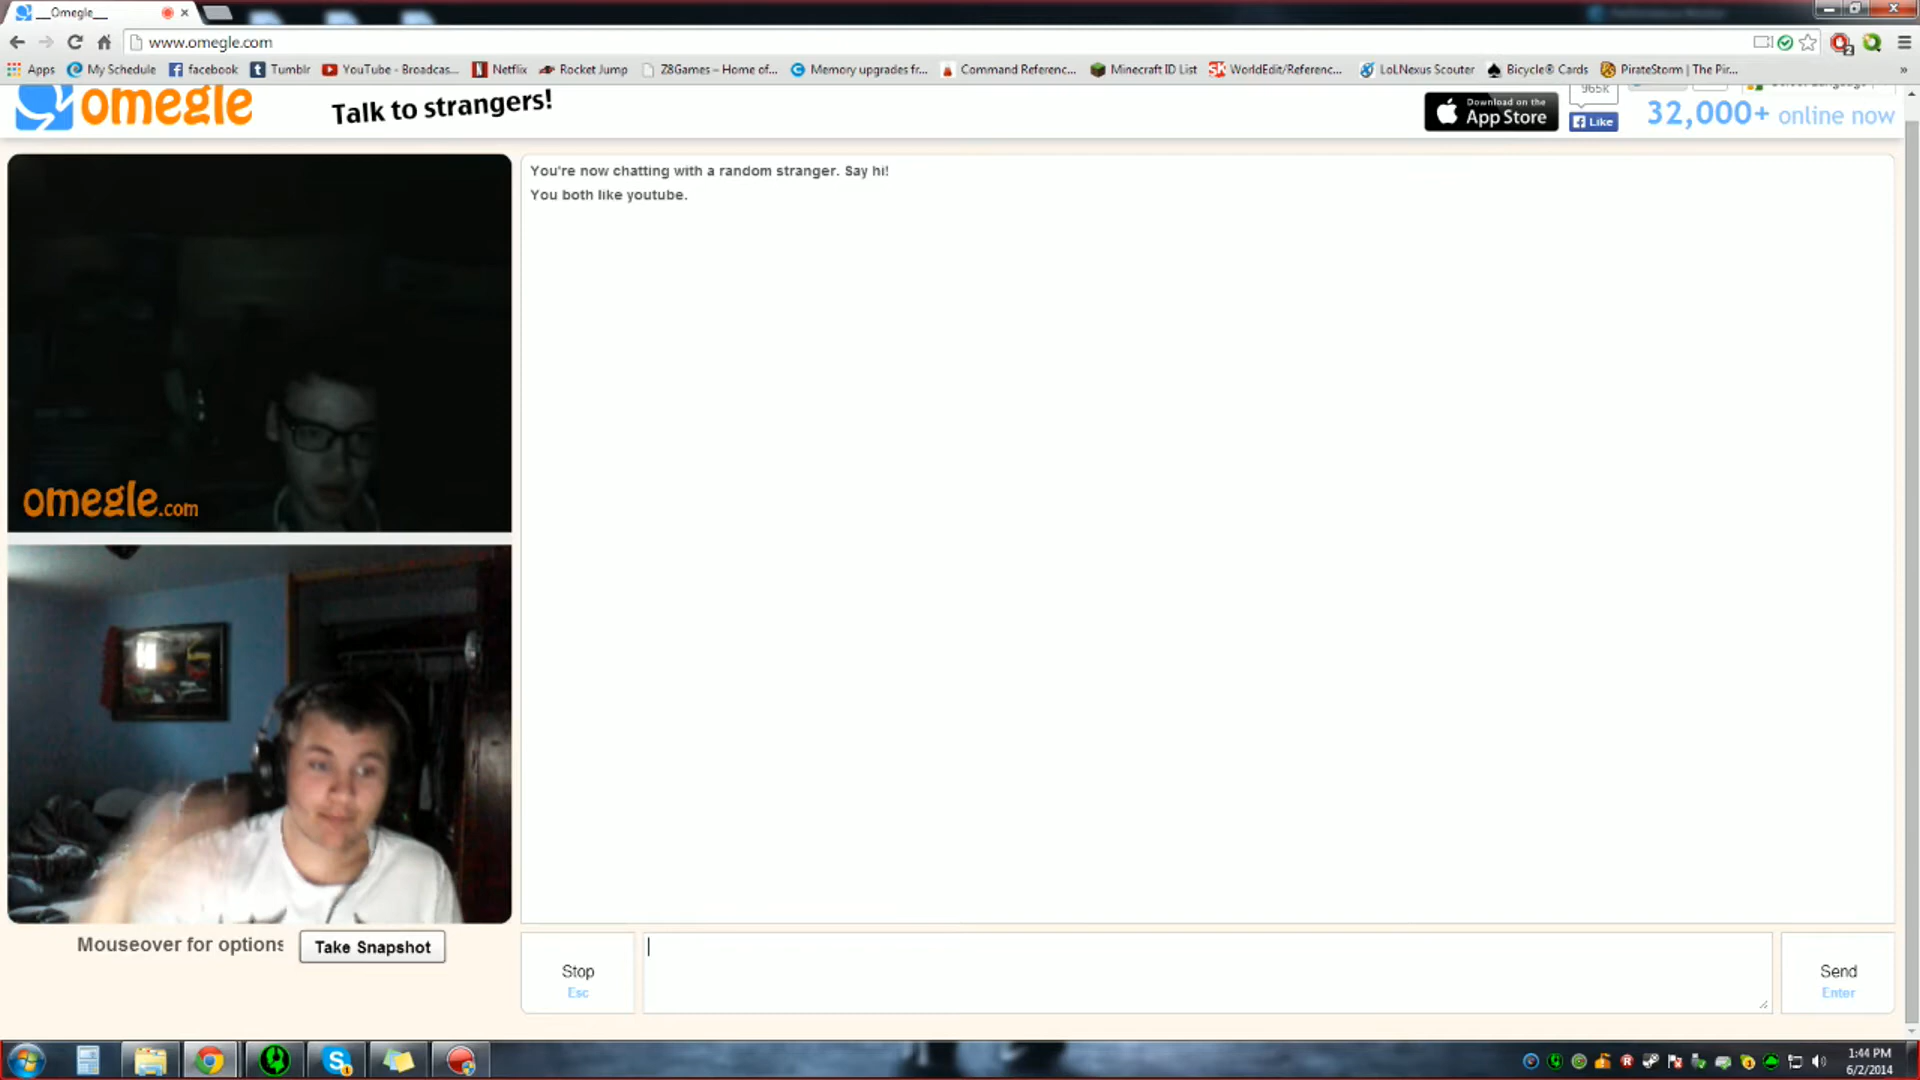 __Omegle__
www.omegle.com
Apps My Schedule facebook Tumblr YouTube - Broadcas... Netflix Rocket Jump Z8Games – Home of... Memory upgrades fr... Command Referenc... Minecraft ID List WorldEdit/Referenc... LoLNexus Scouter Bicycle® Cards PirateStorm | The Pir... »
omegle Talk to strangers! Download on the App Store 965k Like 32,000+ online now
You're now chatting with a random stranger. Say hi!
You both like youtube.
omegle.com
Mouseover for options Take Snapshot
Stop
Esc
Send
Enter
1:44 PM
6/2/2014